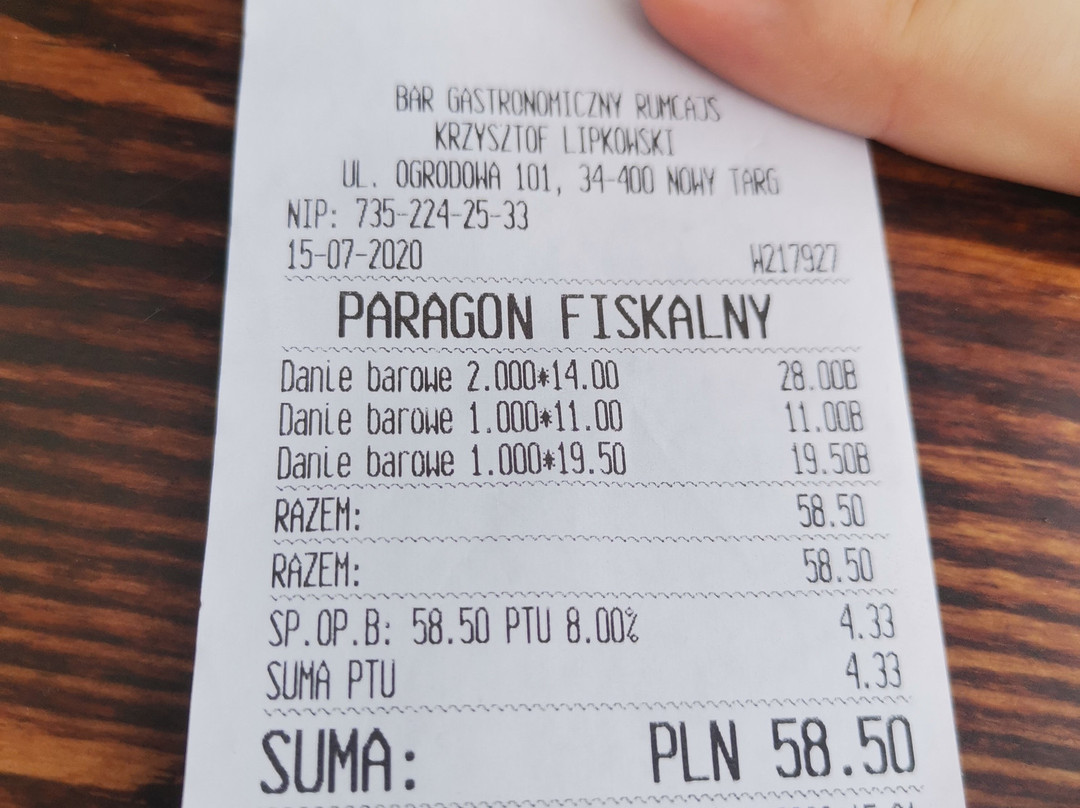 BAR GASTRONOMICZNY RUMCAJS
KRZYSZTOF LIPKOWSKI
UL. OGRODOWA 101, 34-400 NOWY TARG
NIP: 735-224-25-33
15-07-2020 W217927
PARAGON FISKALNY
Danie barowe 2.000*14.00 28.00B
Danie barowe 1.000*11.00 11.00B
Danie barowe 1.000*19.50 19.50B
RAZEM: 58.50
RAZEM: 58.50
SP.OP.B: 58.50 PTU 8.00% 4.33
SUMA PTU 4.33
SUMA: PLN 58.50